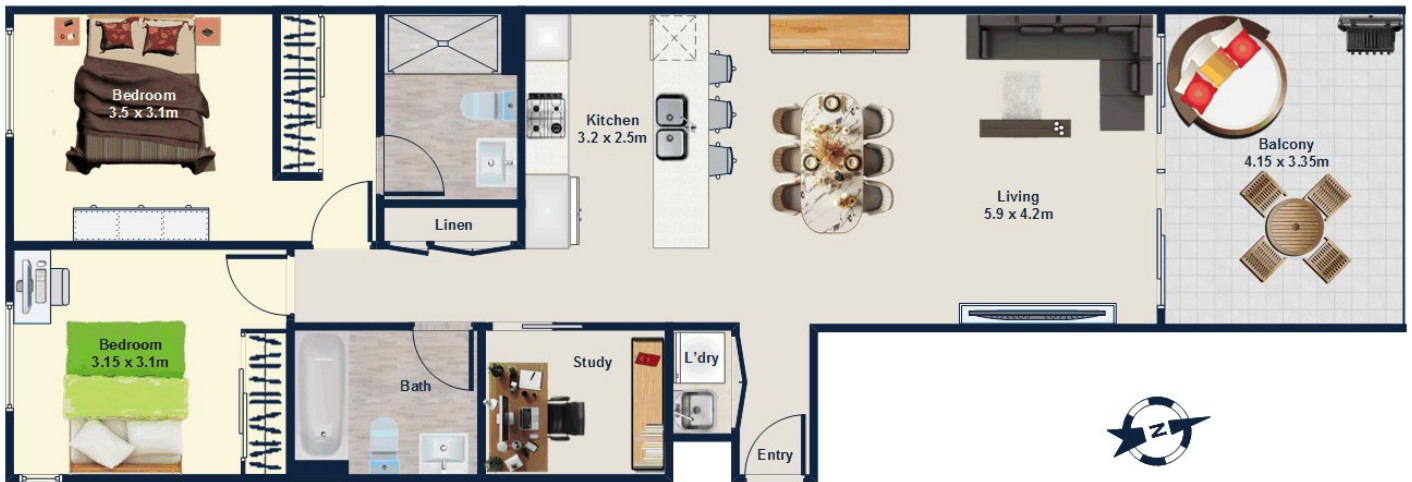 Bedroom
3.5 x 3.1m
Linen
Kitchen
3.2 x 2.5m
Living
5.9 x 4.2m
Balcony
4.15 x 3.35m
Bedroom
3.15 x 3.1m
Bath
Study
L'dry
Entry
N